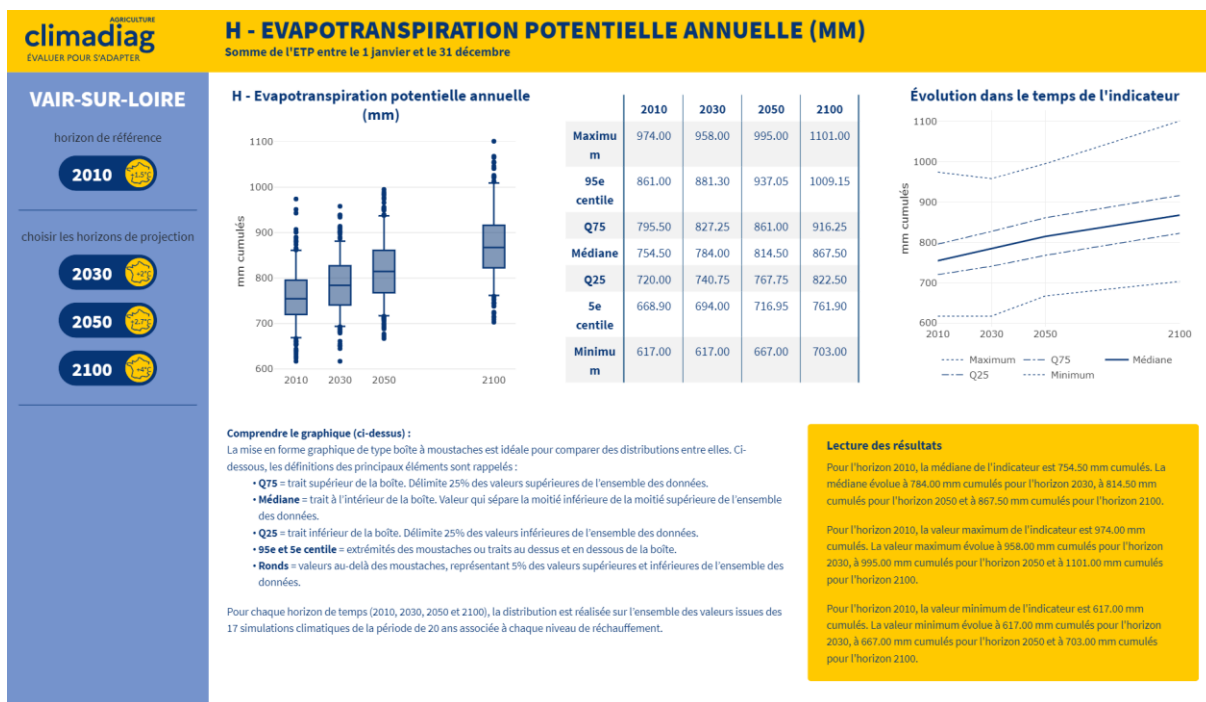 AGRICULTURE
climadiag
ÉVALUER POUR S'ADAPTER
H - EVAPOTRANSPIRATION POTENTIELLE ANNUELLE (MM)
Somme de l'ETP entre le 1 janvier et le 31 décembre
VAIR-SUR-LOIRE
horizon de référence
2010 +1,5°C
choisir les horizons de projection
2030 +2°C
2050 +2,7°C
2100 +4°C
H - Evapotranspiration potentielle annuelle
(mm)
mm cumulés
1100
1000
900
800
700
600
2010 2030 2050 2100
2010 2030 2050 2100
Maximu
m 974.00 958.00 995.00 1101.00
95e
centile 861.00 881.30 937.05 1009.15
Q75 795.50 827.25 861.00 916.25
Médiane 754.50 784.00 814.50 867.50
Q25 720.00 740.75 767.75 822.50
5e
centile 668.90 694.00 716.95 761.90
Minimu
m 617.00 617.00 667.00 703.00
Évolution dans le temps de l'indicateur
mm cumulés
1100
1000
900
800
700
600
2010 2030 2050 2100
Maximum Q75 Médiane
Q25 Minimum
Comprendre le graphique (ci-dessus) :
La mise en forme graphique de type boîte à moustaches est idéale pour comparer des distributions entre elles. Ci-
dessous, les définitions des principaux éléments sont rappelés :
• Q75 = trait supérieur de la boîte. Délimite 25% des valeurs supérieures de l'ensemble des données.
• Médiane = trait à l'intérieur de la boîte. Valeur qui sépare la moitié inférieure de la moitié supérieure de l'ensemble
des données.
• Q25 = trait inférieur de la boîte. Délimite 25% des valeurs inférieures de l'ensemble des données.
• 95e et 5e centile = extrémités des moustaches ou traits au dessus et en dessous de la boîte.
• Ronds = valeurs au-delà des moustaches, représentant 5% des valeurs supérieures et inférieures de l'ensemble des
données.
Pour chaque horizon de temps (2010, 2030, 2050 et 2100), la distribution est réalisée sur l'ensemble des valeurs issues des
17 simulations climatiques de la période de 20 ans associée à chaque niveau de réchauffement.
Lecture des résultats
Pour l'horizon 2010, la médiane de l'indicateur est 754.50 mm cumulés. La
médiane évolue à 784.00 mm cumulés pour l'horizon 2030, à 814.50 mm
cumulés pour l'horizon 2050 et à 867.50 mm cumulés pour l'horizon 2100.
Pour l'horizon 2010, la valeur maximum de l'indicateur est 974.00 mm
cumulés. La valeur maximum évolue à 958.00 mm cumulés pour l'horizon
2030, à 995.00 mm cumulés pour l'horizon 2050 et à 1101.00 mm cumulés
pour l'horizon 2100.
Pour l'horizon 2010, la valeur minimum de l'indicateur est 617.00 mm
cumulés. La valeur minimum évolue à 617.00 mm cumulés pour l'horizon
2030, à 667.00 mm cumulés pour l'horizon 2050 et à 703.00 mm cumulés
pour l'horizon 2100.